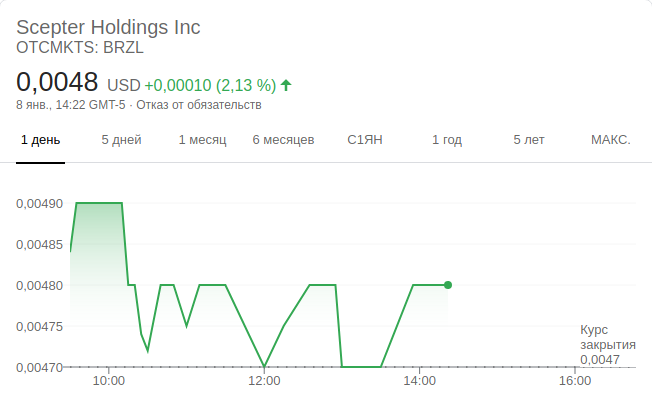 Scepter Holdings Inc
OTCMKTS: BRZL
0,0048 USD +0,00010 (2,13 %)
8 янв., 14:22 GMT-5 · Отказ от обязательств
1 день 5 дней 1 месяц 6 месяцев С1ЯН 1 год 5 лет МАКС.
0,00490
0,00485
0,00480
0,00475
Курс
закрытия
0,0047
0,00470
10:00 12:00 14:00 16:00